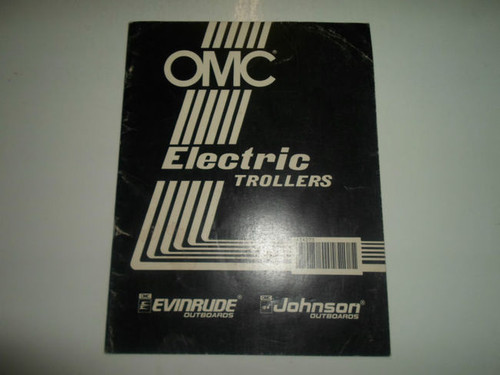 OMC®
Electric
TROLLERS
EVINRUDE®
OUTBOARDS
Johnson®
OUTBOARDS